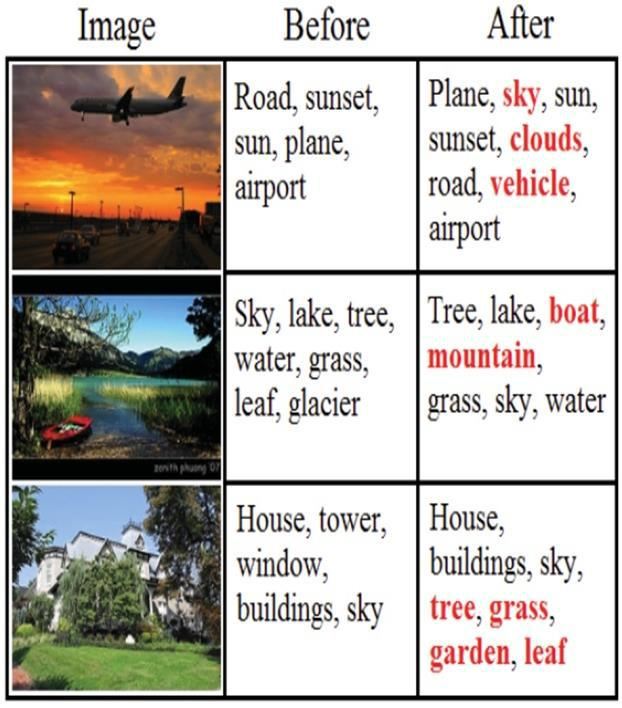 Image Before After
Road, sunset,
sun, plane,
airport
Plane, sky, sun,
sunset, clouds,
road, vehicle,
airport
Sky, lake, tree,
water, grass,
leaf, glacier
Tree, lake, boat,
mountain,
grass, sky, water
zenith phuong '07
House, tower,
window,
buildings, sky
House,
buildings, sky,
tree, grass,
garden, leaf